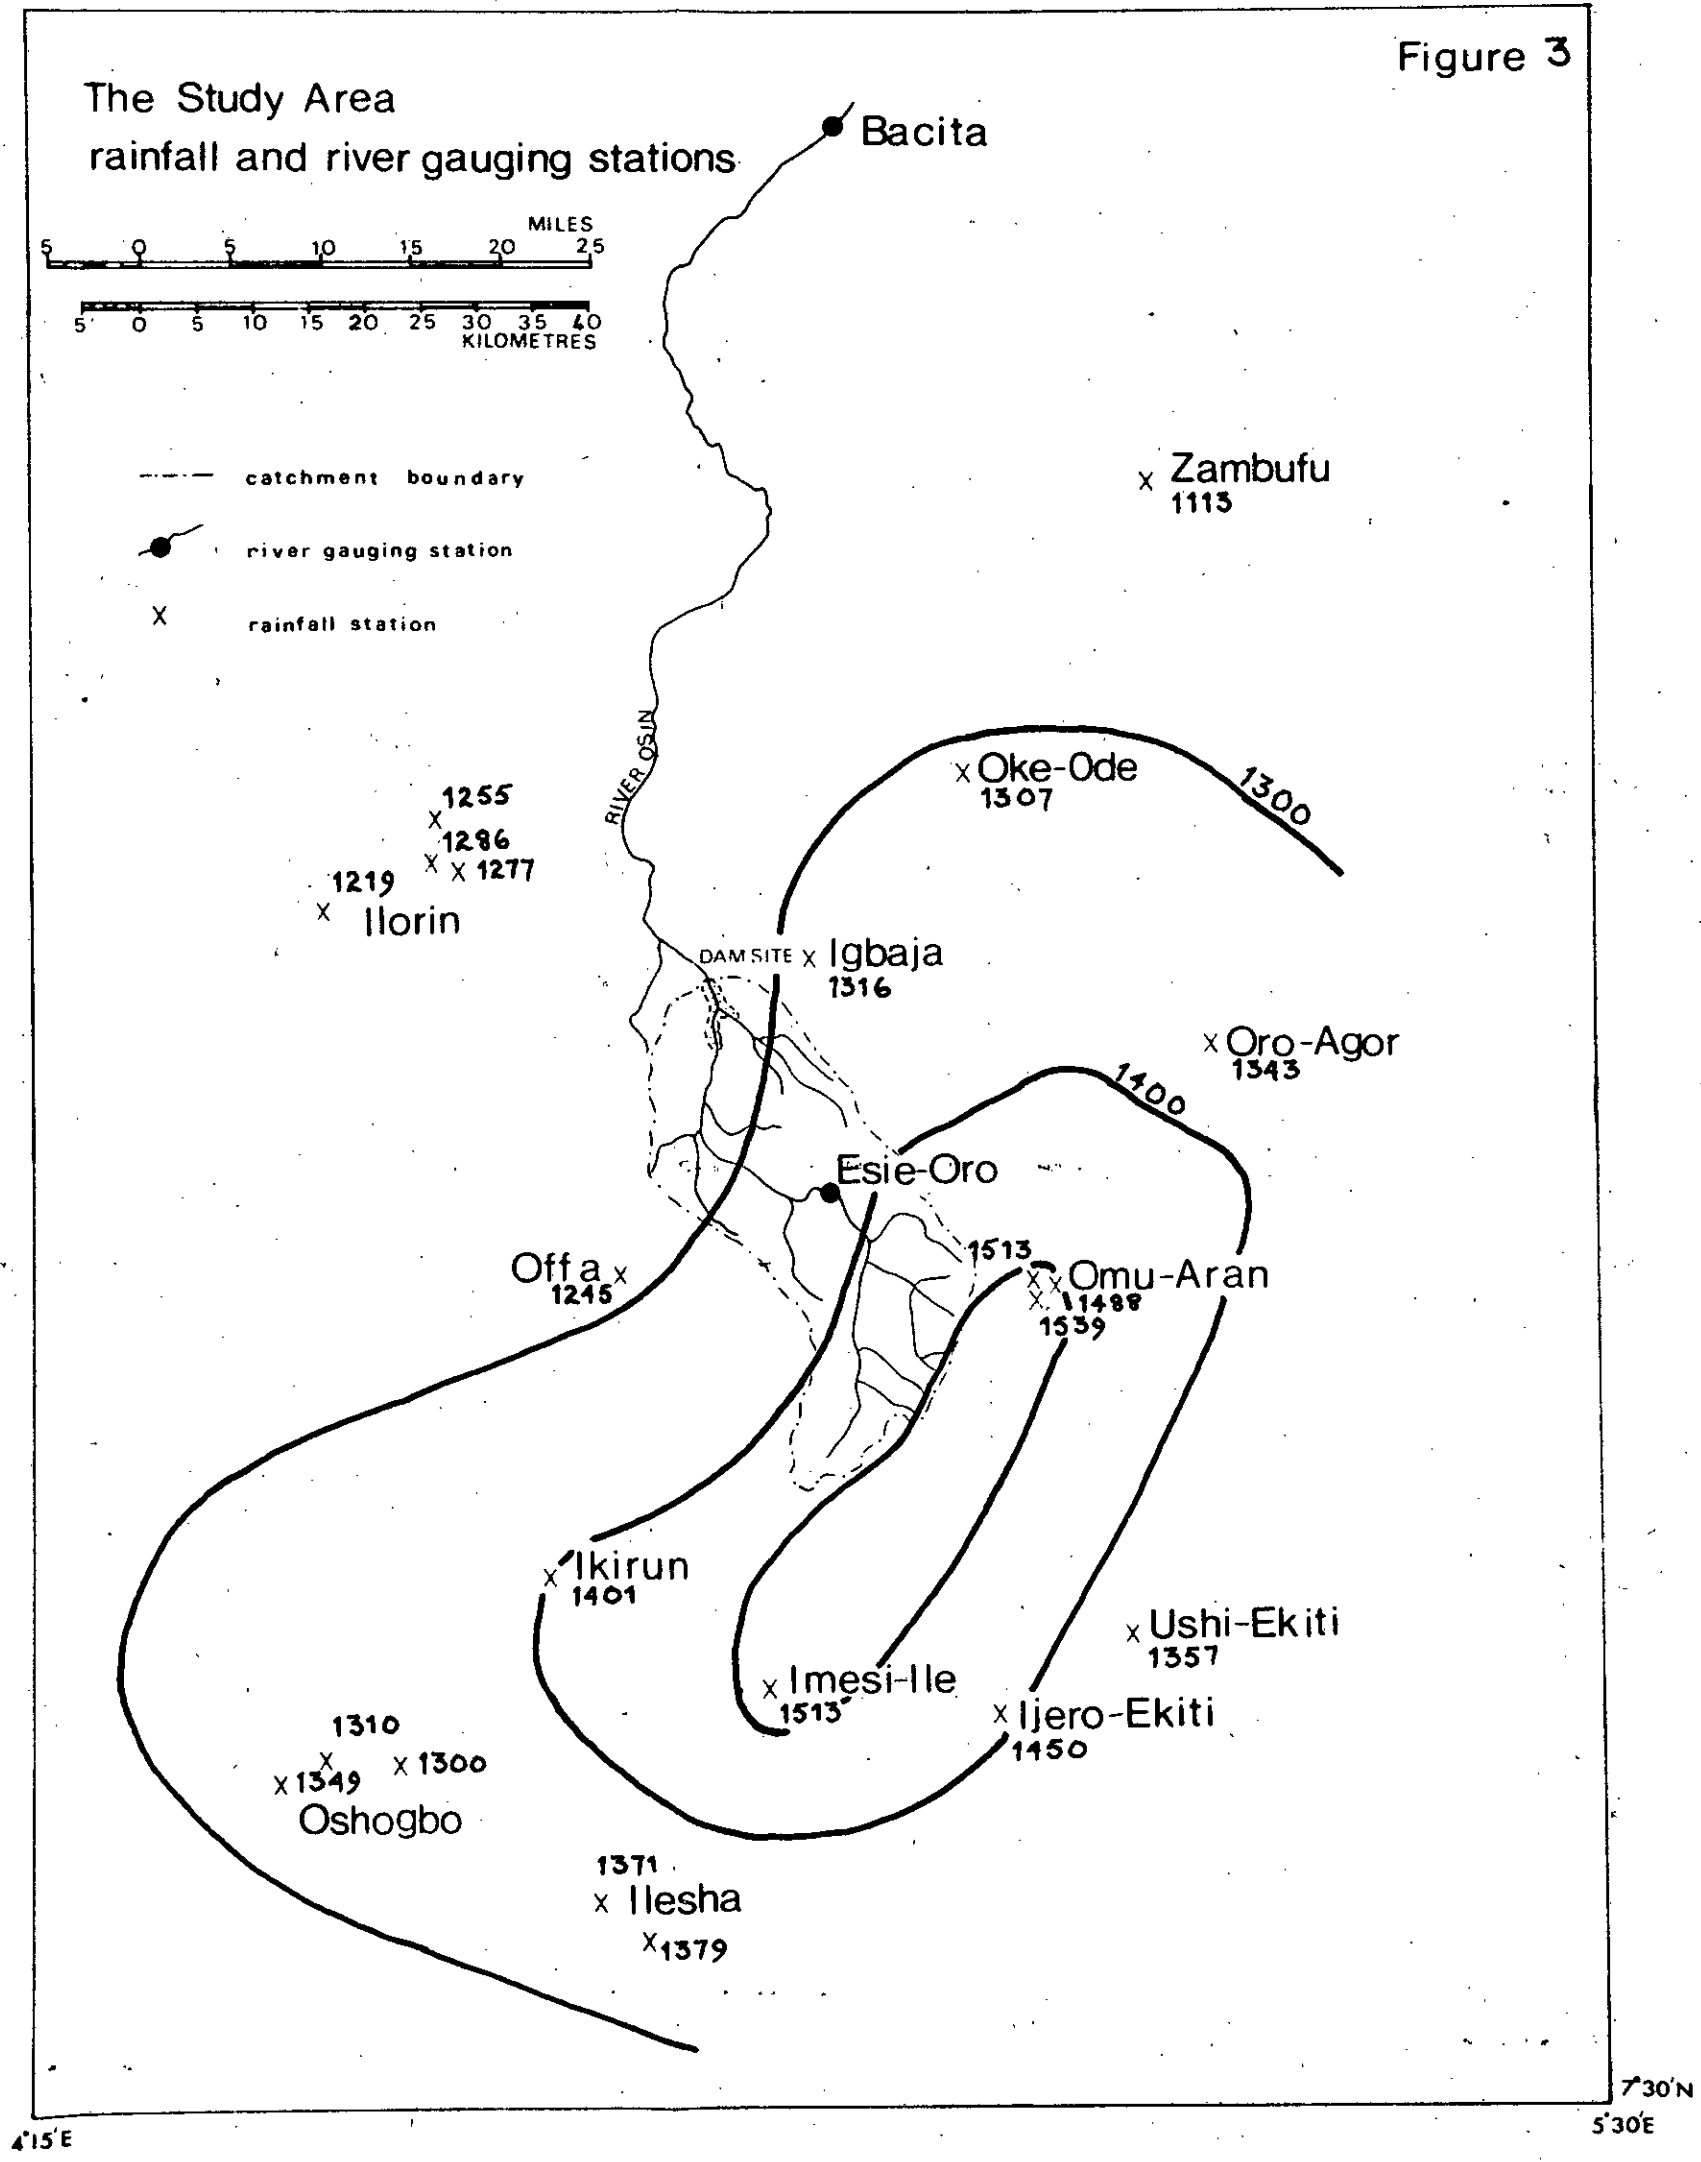 Figure 3
The Study Area
rainfall and river gauging stations
Bacita
MILES
5 0 5 10 15 20 25
5 0 5 10 15 20 25 30 35 40
KILOMETRES
catchment boundary
river gauging station
rainfall station
Zambufu
1113
RIVER OSIN
Oke-Ode
1307
1300
1255
1286
1277
1219
Ilorin
DAM SITE
Igbaja
1316
Oro-Agor
1343
1400
Esie-Oro
1513
Omu-Aran
1488
1539
Offa
1245
Ikirun
1401
Ushi-Ekiti
1357
Imesi-Ile
1513
Ijero-Ekiti
1450
1310
1300
1349
Oshogbo
1371
Ilesha
1379
7°30'N
4°15'E
5°30'E